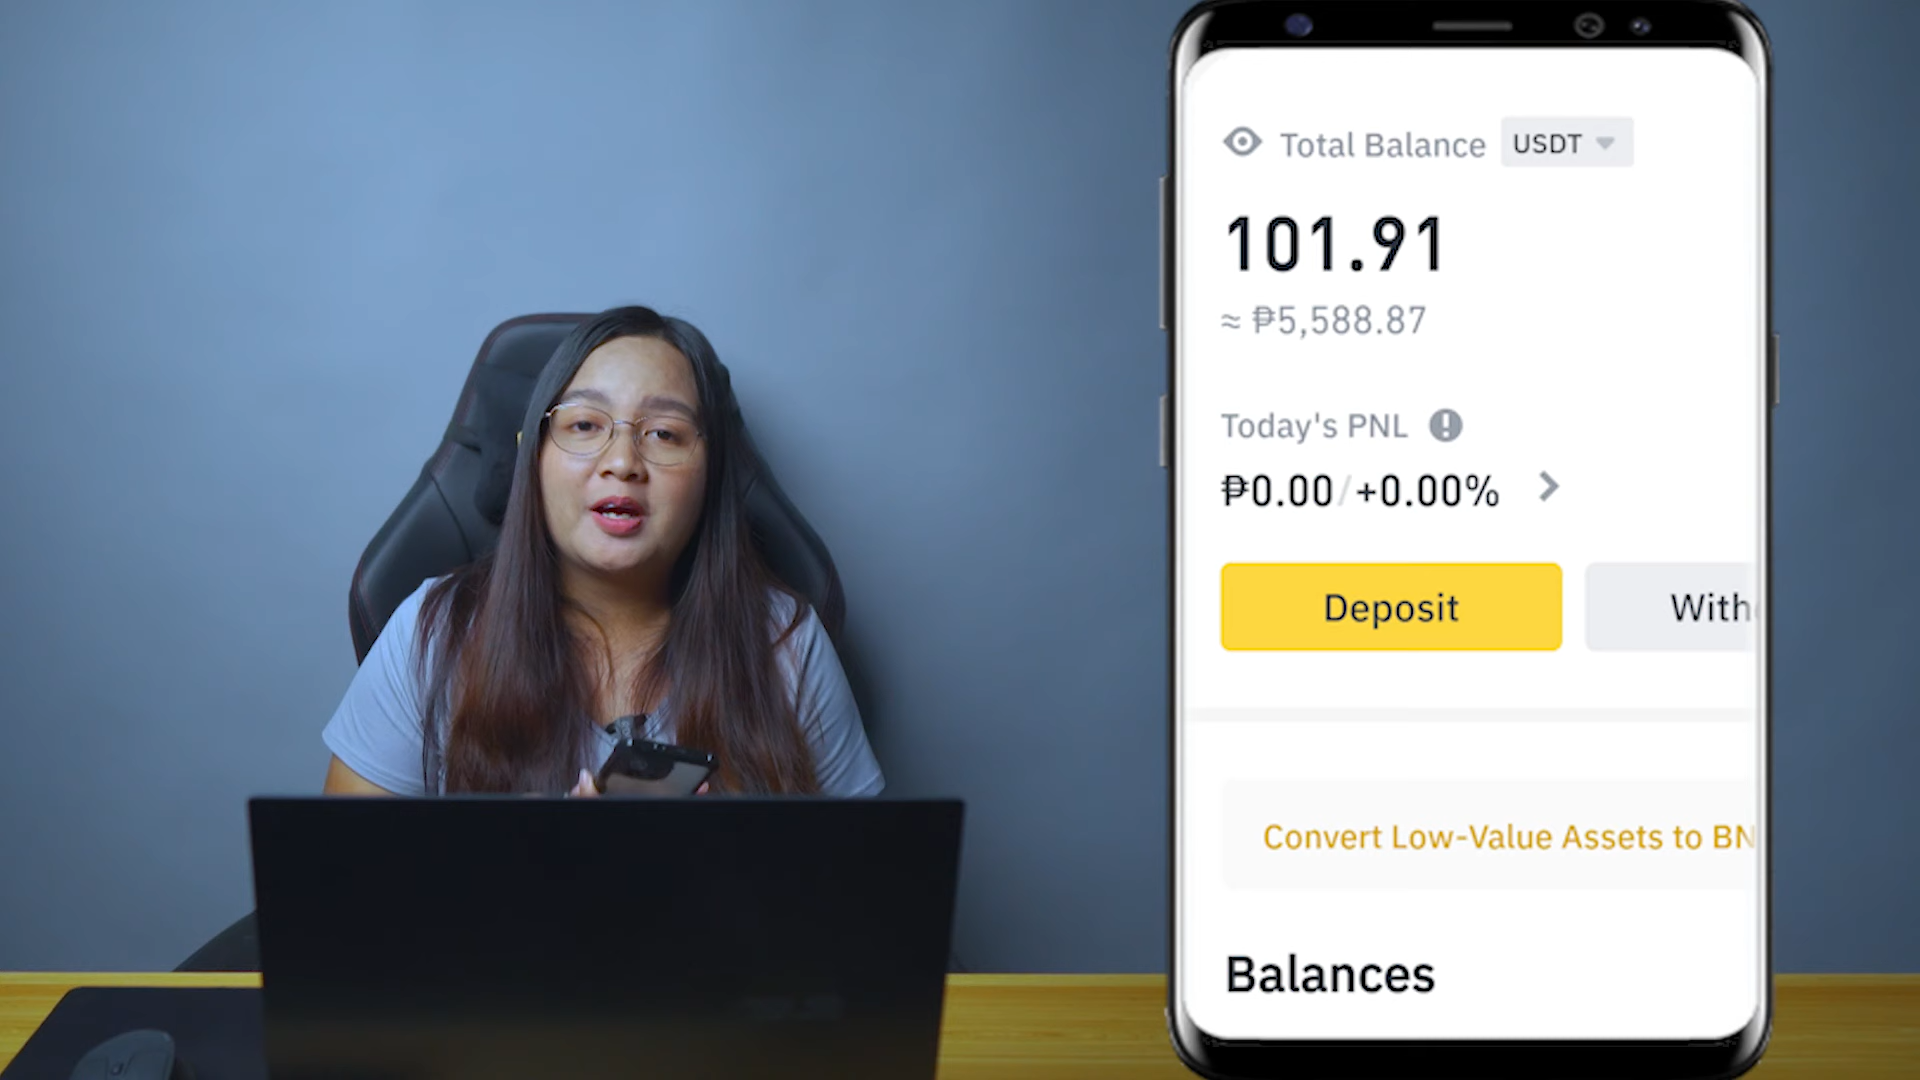 Total Balance USDT
101.91
≈ ₱5,588.87
Today's PNL
₱0.00/+0.00%
Deposit With
Convert Low-Value Assets to BN
Balances